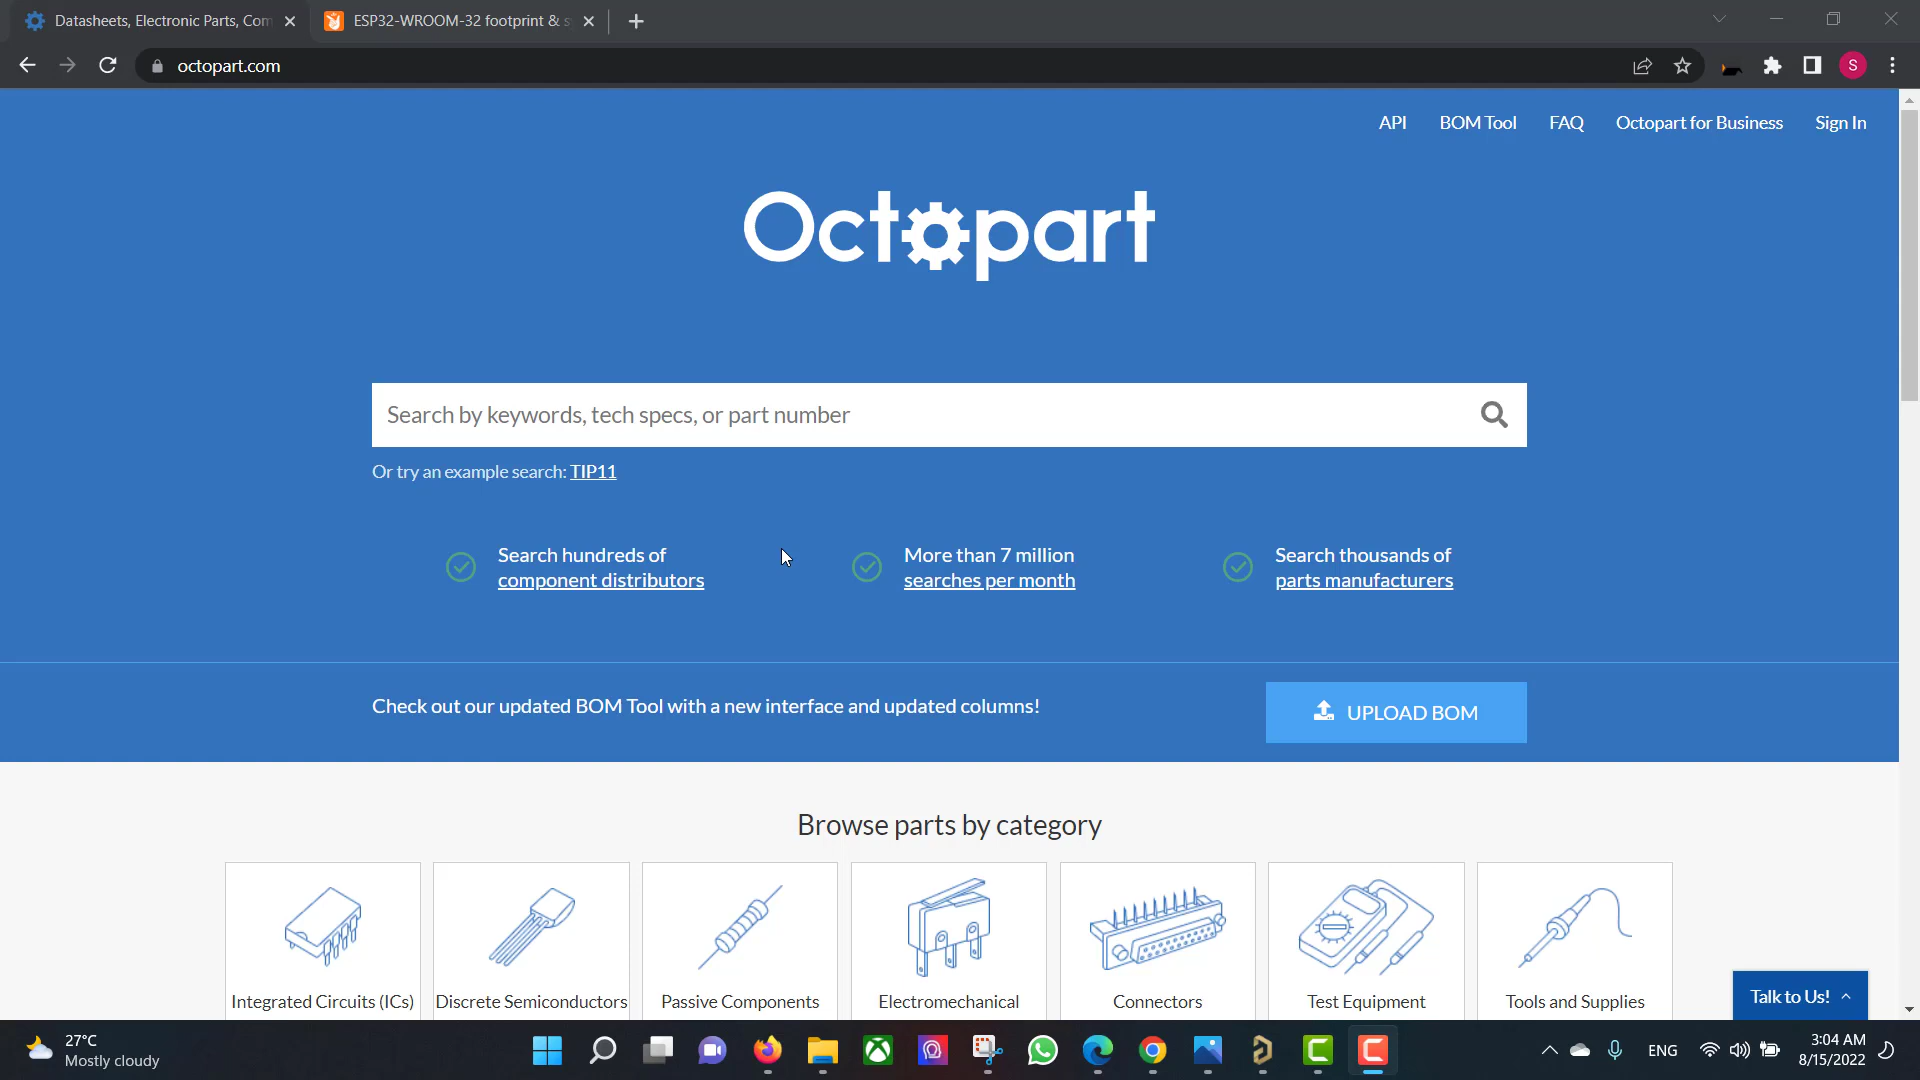 Datasheets, Electronic Parts, Com
ESP32-WROOM-32 footprint & s
octopart.com
S
API
BOM Tool
FAQ
Octopart for Business
Sign In
Octopart
Search by keywords, tech specs, or part number
Or try an example search: TIP11
Search hundreds of
component distributors
More than 7 million
searches per month
Search thousands of
parts manufacturers
Check out our updated BOM Tool with a new interface and updated columns!
UPLOAD BOM
Browse parts by category
Integrated Circuits (ICs)
Discrete Semiconductors
Passive Components
Electromechanical
Connectors
Test Equipment
Tools and Supplies
Talk to Us!
27°C
Mostly cloudy
ENG
3:04 AM
8/15/2022